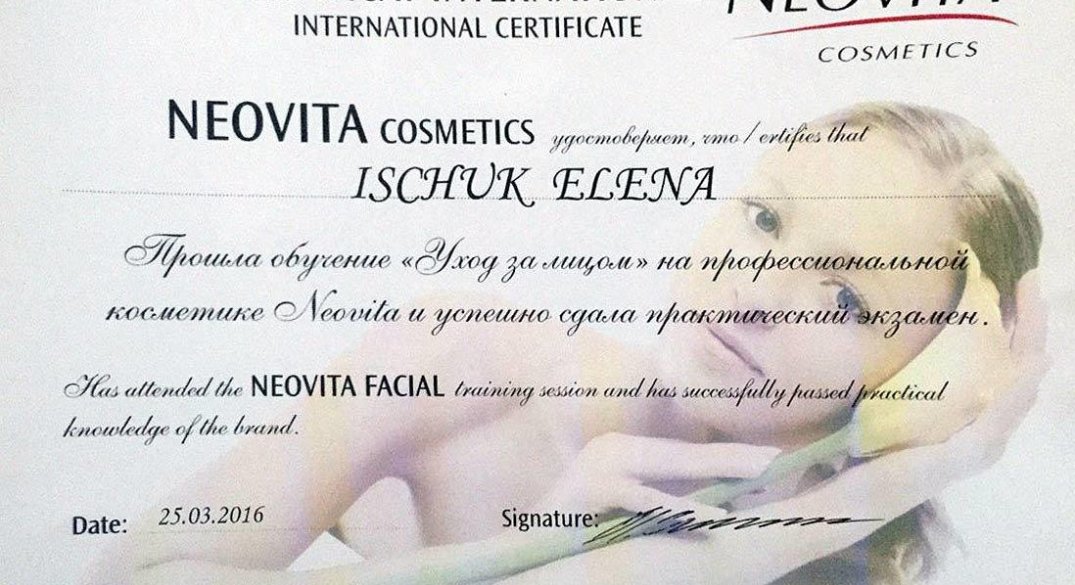 INTERNATIONAL CERTIFICATE
NEOVITA
COSMETICS
NEOVITA COSMETICS удостоверяет, что / ertifies that
ISCHUK ELENA
Прошла обучение «Уход за лицом» на профессиональной
косметике Neovita и успешно сдала практический экзамен.
Has attended the NEOVITA FACIAL training session and has successfully passed practical
knowledge of the brand.
Date: 25.03.2016
Signature: